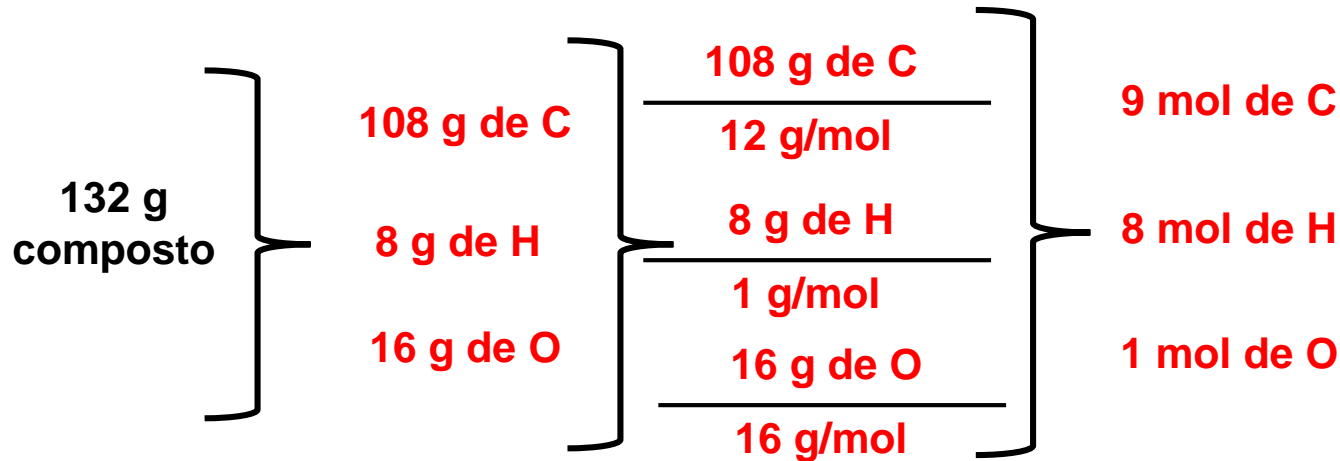 132 g
composto
108 g de C
8 g de H
16 g de O
108 g de C
12 g/mol
8 g de H
1 g/mol
16 g de O
16 g/mol
9 mol de C
8 mol de H
1 mol de O